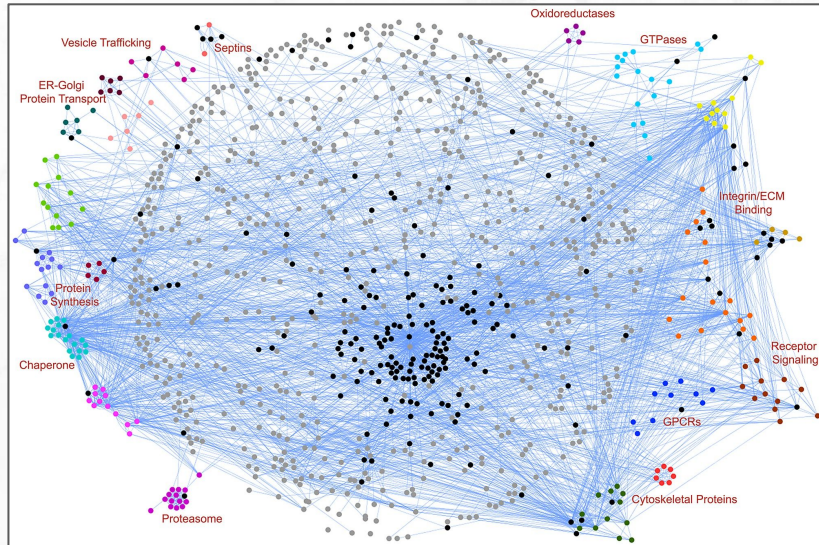 Oxidoreductases
Vesicle Trafficking
Septins
GTPases
ER-Golgi
Protein Transport
Integrin/ECM
Binding
Protein
Synthesis
Chaperone
Receptor
Signaling
GPCRs
Cytoskeletal Proteins
Proteasome